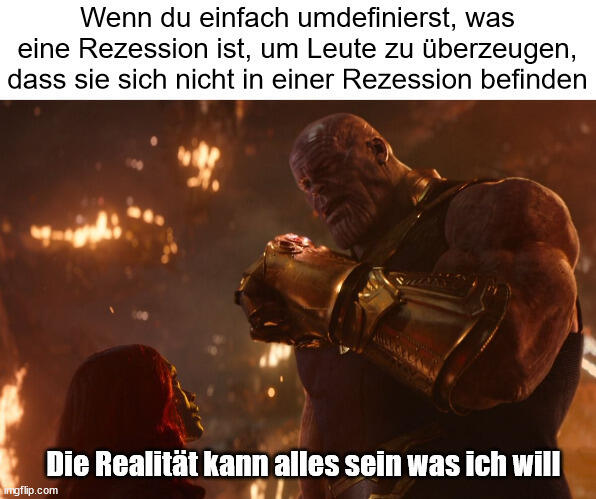 Wenn du einfach umdefinierst, was
eine Rezession ist, um Leute zu überzeugen,
dass sie sich nicht in einer Rezession befinden
Die Realität kann alles sein was ich will
imgflip.com